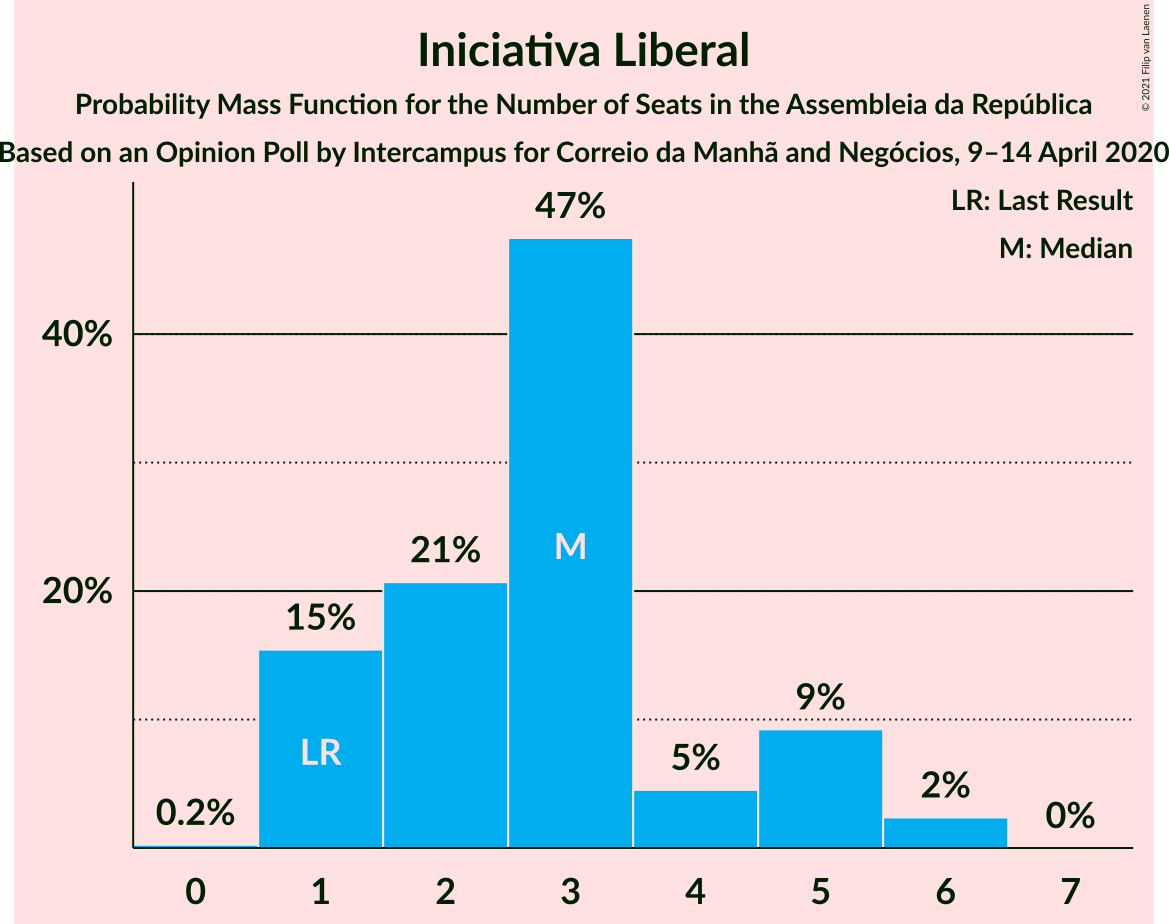 Iniciativa Liberal
Probability Mass Function for the Number of Seats in the Assembleia da República
Based on an Opinion Poll by Intercampus for Correio da Manhã and Negócios, 9–14 April 2020
© 2021 Filip van Laenen
LR: Last Result
M: Median
47%
40%
M
21%
20%
15%
LR
9%
5%
2%
0.2%
0%
0 1 2 3 4 5 6 7